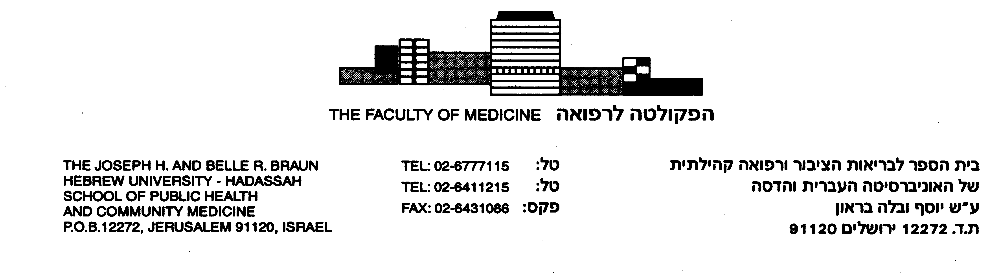 THE FACULTY OF MEDICINE הפקולטה לרפואה
THE JOSEPH H. AND BELLE R. BRAUN
HEBREW UNIVERSITY - HADASSAH
SCHOOL OF PUBLIC HEALTH
AND COMMUNITY MEDICINE
P.O.B.12272, JERUSALEM 91120, ISRAEL
TEL: 02-6777115 טל:
TEL: 02-6411215 טל:
FAX: 02-6431086 פקס:
בית הספר לבריאות הציבור ורפואה קהילתית
של האוניברסיטה העברית והדסה
ע״ש יוסף ובלה בראון
ת.ד. 12272 ירושלים 91120